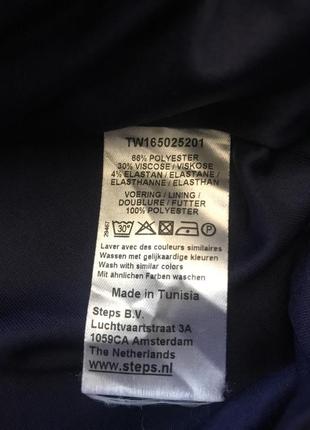 TW165025201
66% POLYESTER
30% VISCOSE / VISKOSE
4% ELASTAN / ELASTANE /
ELASTHANNE / ELASTHAN
VOERING / LINING /
DOUBLURE / FUTTER
100% POLYESTER
29467
30° A P
Laver avec des couleurs similaires
Wassen met gelijkaardige kleuren
Wash with similar colors
Mit ähnlichen Farben waschen
Made in Tunisia
Steps B.V.
Luchtvaartstraat 3A
1059CA Amsterdam
The Netherlands
www.steps.nl